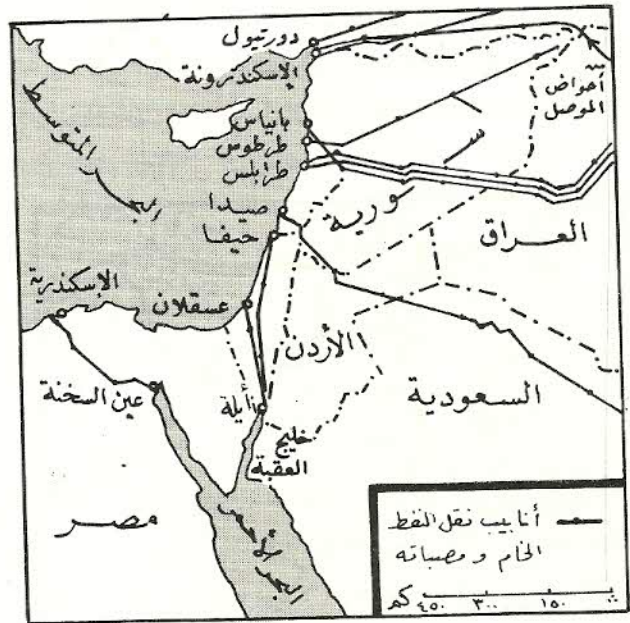 دورتيول
الإسكندرونة
أحواض
الموصل
بانياس
طرطوس
طرابلس
صيدا
حيفا
سورية
العراق
البحر المتوسط
الإسكندرية
عسقلان
الأردن
السعودية
عين السخنة
أيلة
خليج
العقبة
مصر
البحر الأحمر
أنابيب نقل النفط
الخام ومصباته
٠ ١٥٠ ٣٠٠ ٤٥٠ كم